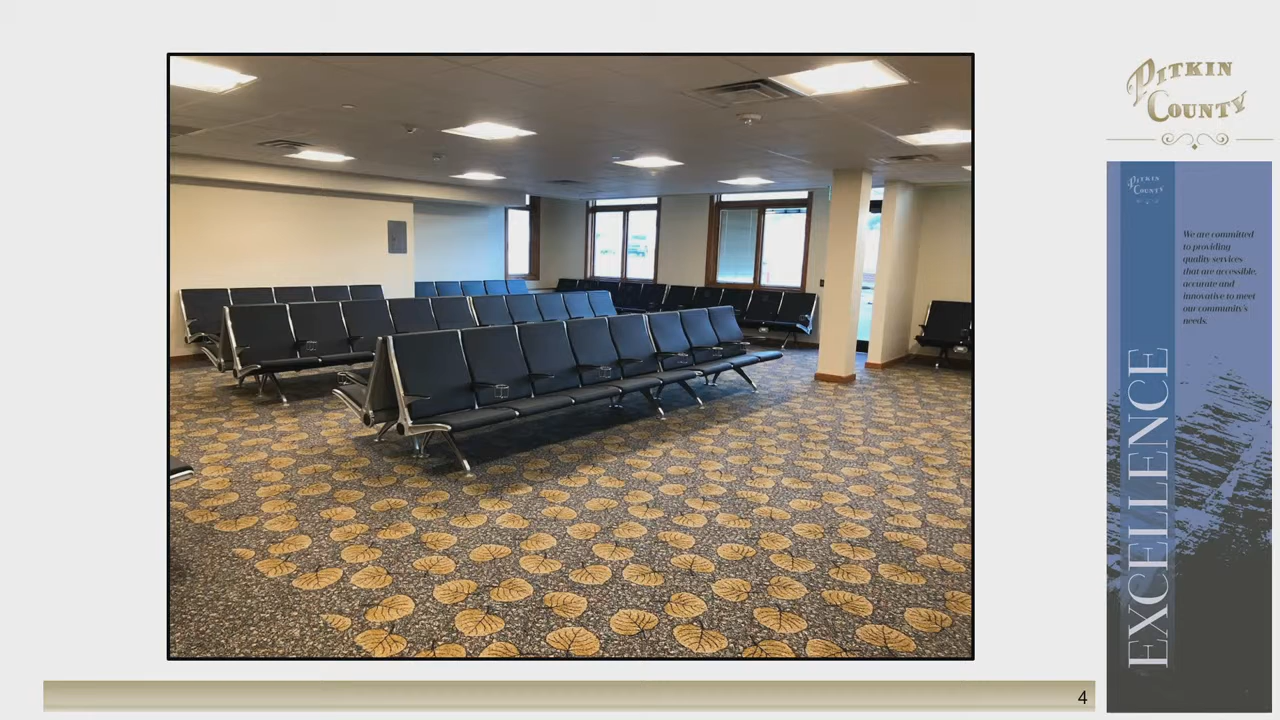 PITKIN
COUNTY
PITKIN
COUNTY
We are committed
to providing
quality services
that are accessible,
accurate and
innovative to meet
our community's
needs.
EXCELLENCE
4